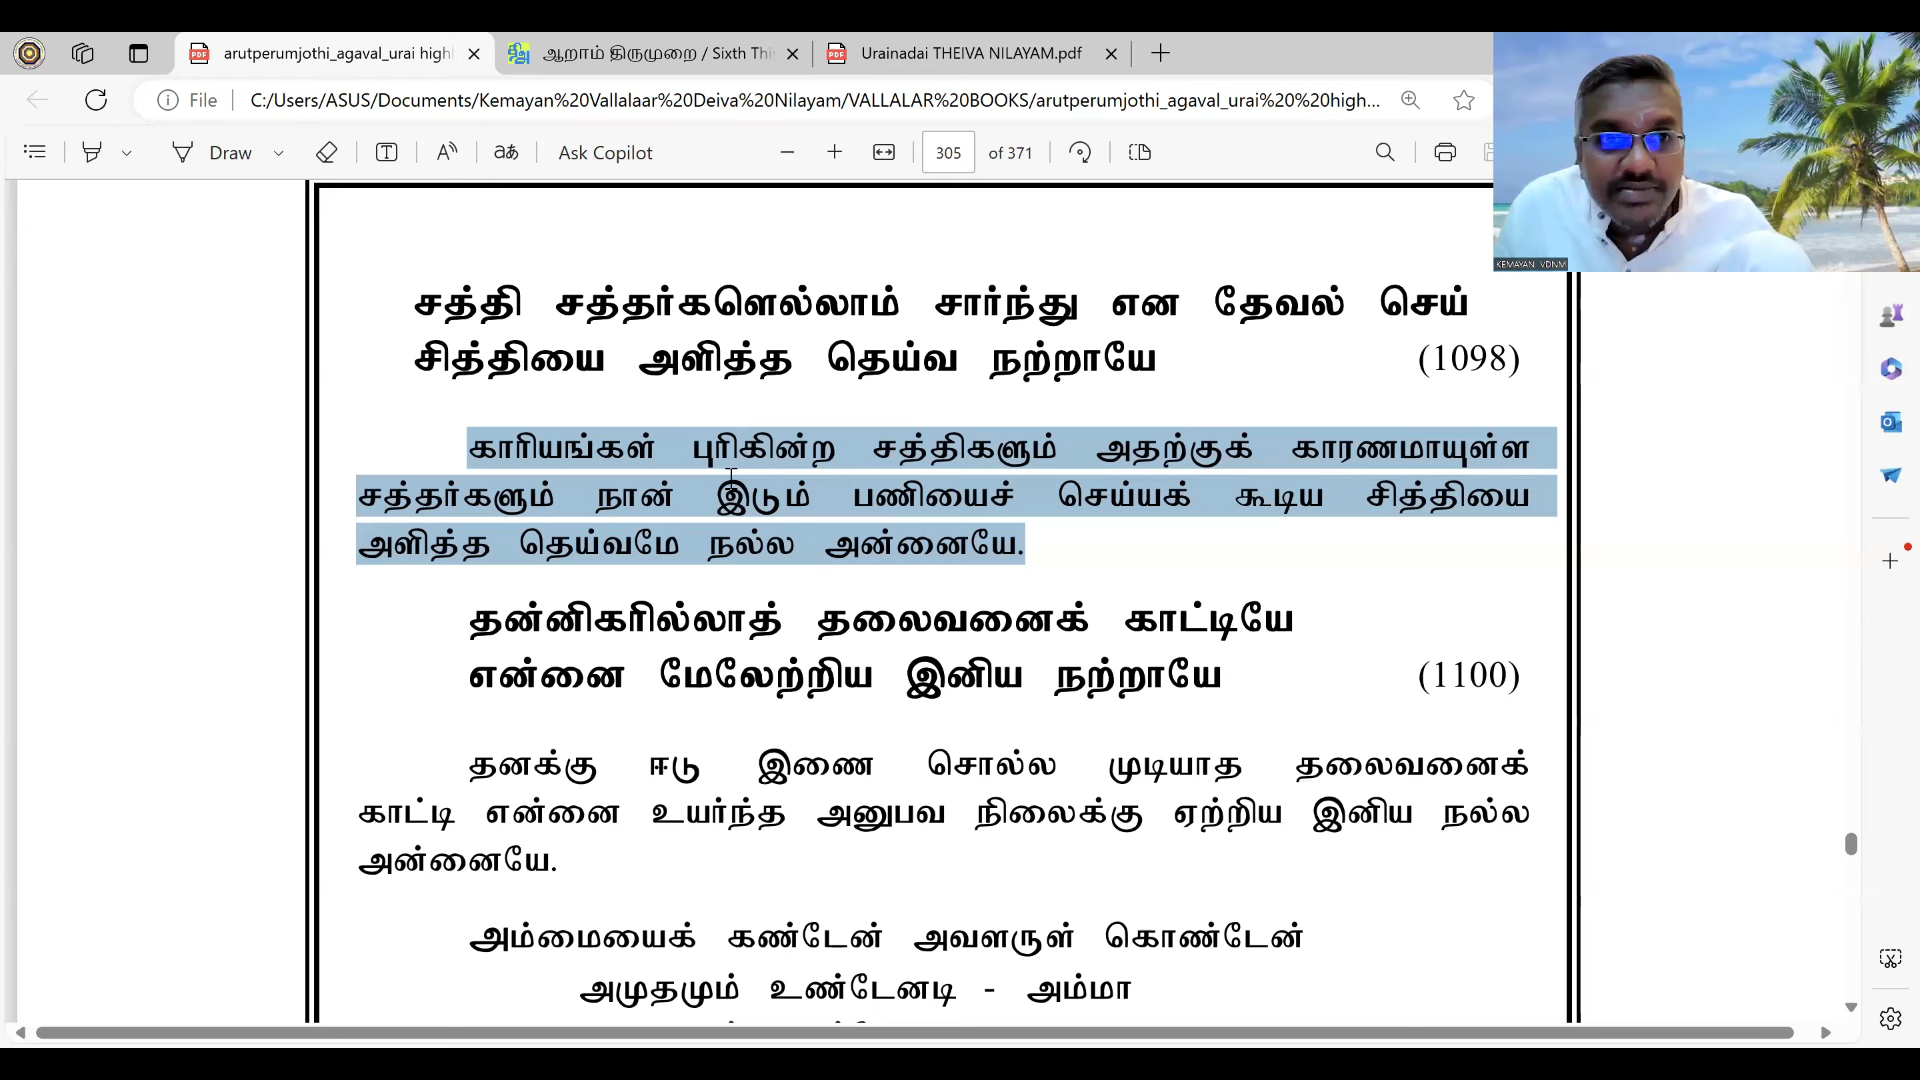 arutperumjothi_agaval_urai highl
ஆறாம் திருமுறை / Sixth Thi
Urainadai THEIVA NILAYAM.pdf
File
C:/Users/ASUS/Documents/Kemayan%20Vallalaar%20Deiva%20Nilayam/VALLALAR%20BOOKS/arutperumjothi_agaval_urai%20%20high...
Draw
Ask Copilot
305 of 371
KEMAYAN VDNM
சத்தி சத்தர்களெல்லாம் சார்ந்து என தேவல் செய்
சித்தியை அளித்த தெய்வ நற்றாயே (1098)
காரியங்கள் புரிகின்ற சத்திகளும் அதற்குக் காரணமாயுள்ள
சத்தர்களும் நான் இடும் பணியைச் செய்யக் கூடிய சித்தியை
அளித்த தெய்வமே நல்ல அன்னையே.
தன்னிகரில்லாத் தலைவனைக் காட்டியே
என்னை மேலேற்றிய இனிய நற்றாயே (1100)
தனக்கு ஈடு இணை சொல்ல முடியாத தலைவனைக்
காட்டி என்னை உயர்ந்த அனுபவ நிலைக்கு ஏற்றிய இனிய நல்ல
அன்னையே.
அம்மையைக் கண்டேன் அவளருள் கொண்டேன்
அமுதமும் உண்டேனடி - அம்மா